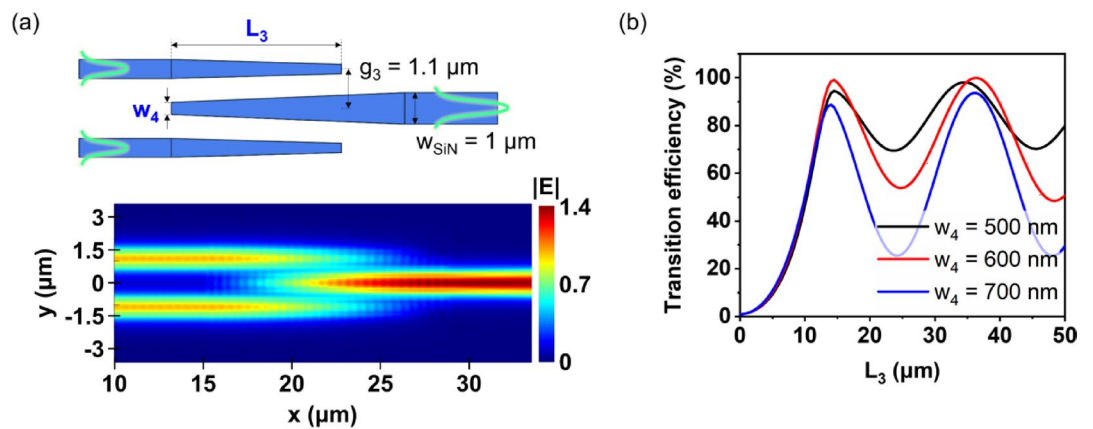 (a)
L3
g3 = 1.1 µm
w4
wSiN = 1 µm
|E|
1.4
0.7
0
3
1.5
0
-1.5
-3
y (µm)
10
15
20
25
30
x (µm)
(b)
Transition efficiency (%)
100
80
60
40
20
0
w4 = 500 nm
w4 = 600 nm
w4 = 700 nm
0
10
20
30
40
50
L3 (µm)